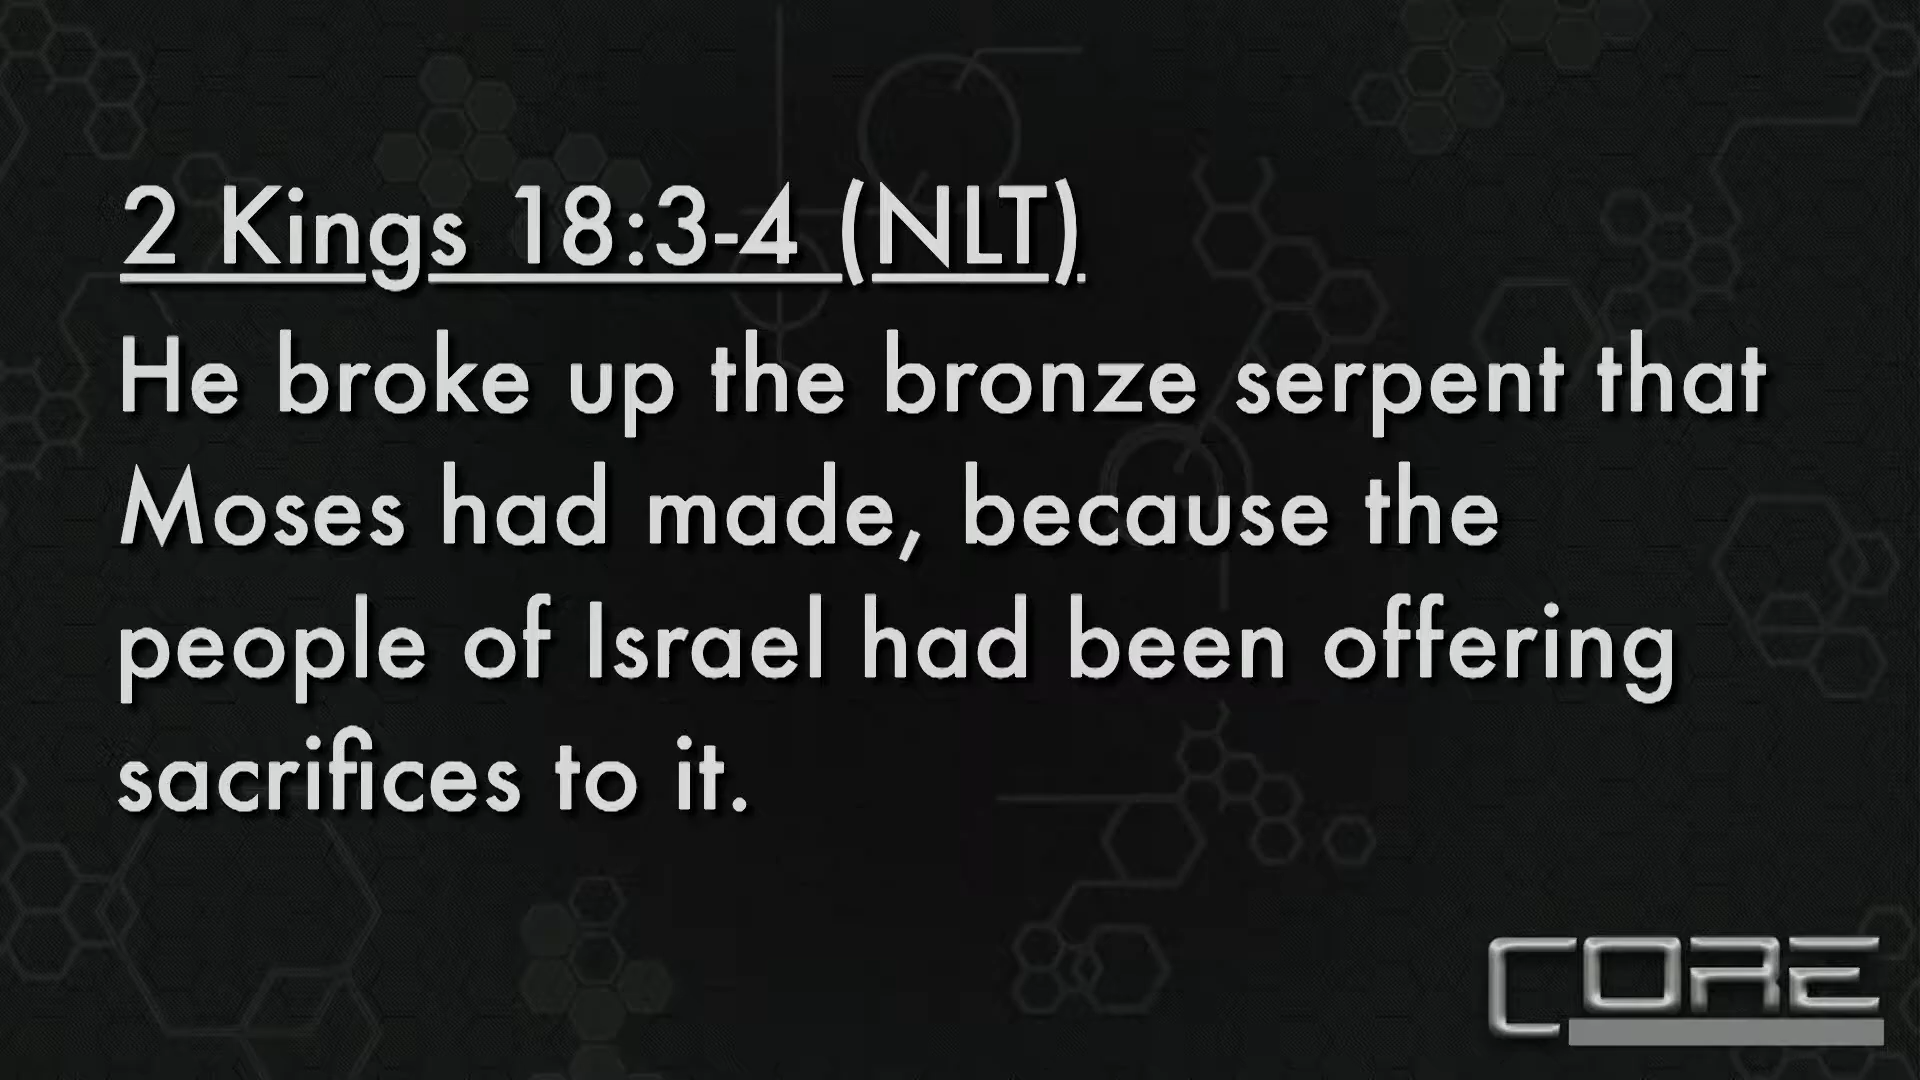 2 Kings 18:3-4 (NLT)
He broke up the bronze serpent that
Moses had made, because the
people of Israel had been offering
sacrifices to it.
CORE